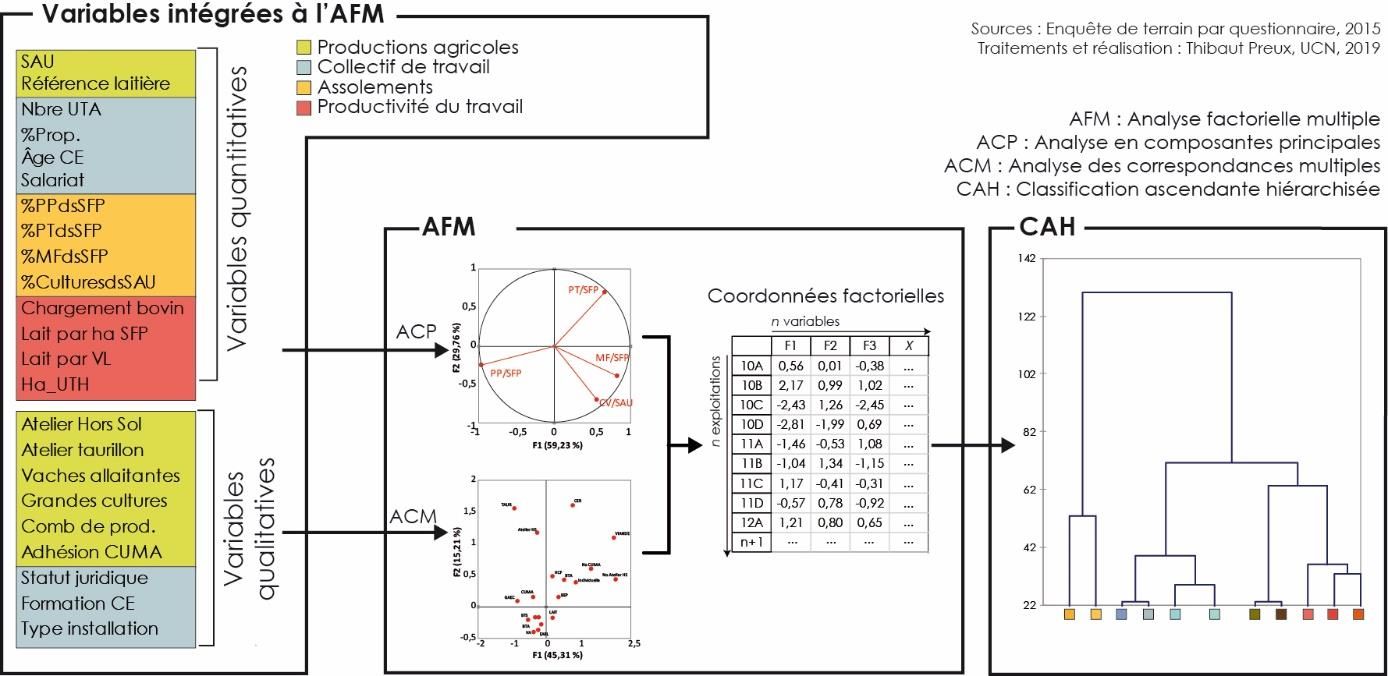 Variables intégrées à l'AFM
Productions agricoles
Collectif de travail
Assolements
Productivité du travail
Sources : Enquête de terrain par questionnaire, 2015
Traitements et réalisation : Thibaut Preux, UCN, 2019
AFM : Analyse factorielle multiple
ACP : Analyse en composantes principales
ACM : Analyse des correspondances multiples
CAH : Classification ascendante hiérarchisée
SAU
Référence laitière
Nbre UTA
%Prop.
Âge CE
Salariat
%PPdsSFP
%PTdsSFP
%MFdsSFP
%CulturesdsSAU
Chargement bovin
Lait par ha SFP
Lait par VL
Ha_UTH
Variables quantitatives
Atelier Hors Sol
Atelier taurillon
Vaches allaitantes
Grandes cultures
Comb de prod.
Adhésion CUMA
Statut juridique
Formation CE
Type installation
Variables
qualitatives
ACP
ACM
AFM
1
0,5
0
-0,5
-1
F2 (29,76 %)
PT/SFP
MF/SFP
PP/SFP
CV/SAU
-1 -0,5 0 0,5 1
F1 (59,23 %)
2
1,5
1
0,5
0
-0,5
F2 (15,21 %)
TAUR
CER
Atelier HS
VIANDE
No CUMA
No Atelier HS
Individuelle
CUMA
GAEC
BEP
LAIT
BTS
BTA
EARL
-2 -1 0 1 2,5
F1 (45,31 %)
Coordonnées factorielles
n variables
n exploitations
F1 F2 F3 X
10A 0,56 0,01 -0,38 ...
10B 2,17 0,99 1,02 ...
10C -2,43 1,26 -2,45 ...
10D -2,81 -1,99 0,69 ...
11A -1,46 -0,53 1,08 ...
11B -1,04 1,34 -1,15 ...
11C 1,17 -0,41 -0,31 ...
11D -0,57 0,78 -0,92 ...
12A 1,21 0,80 0,65 ...
n+1 ... ... ... ...
CAH
142
122
102
82
62
42
22